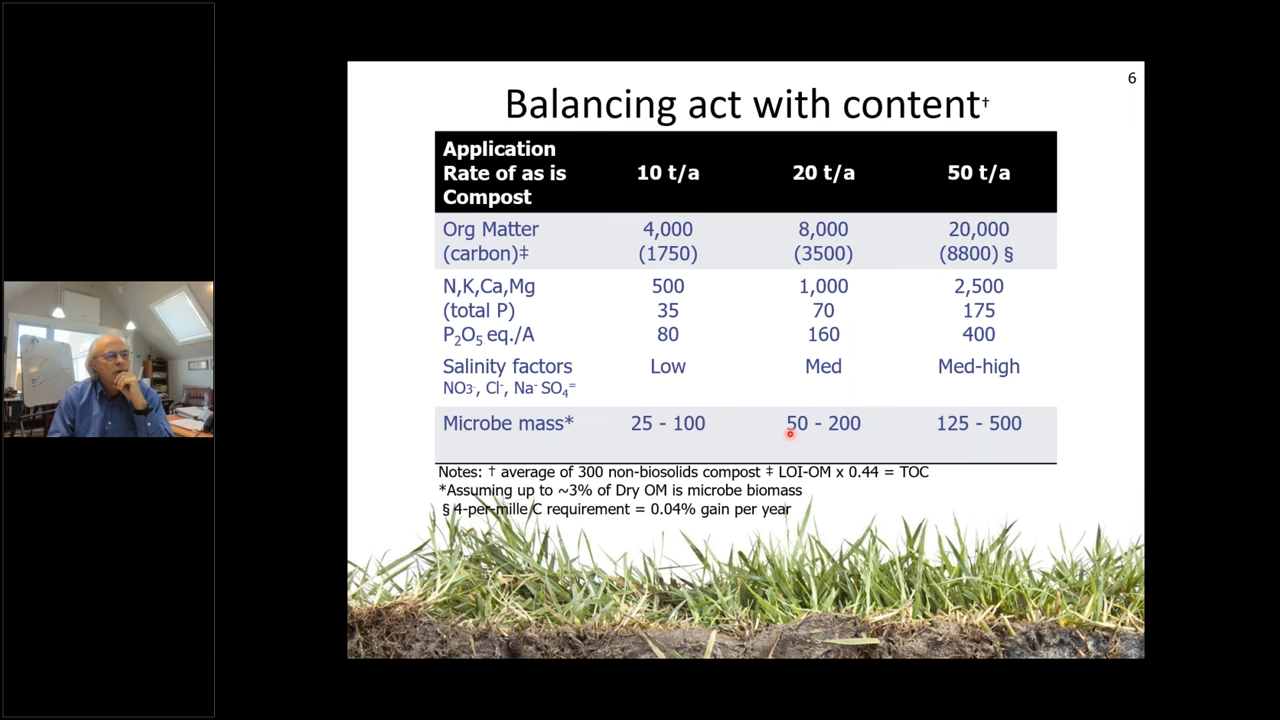 6
Balancing act with content†
Application
Rate of as is
Compost
10 t/a 20 t/a 50 t/a
Org Matter 4,000 8,000 20,000
(carbon)‡ (1750) (3500) (8800) §
N,K,Ca,Mg 500 1,000 2,500
(total P) 35 70 175
P₂O₅ eq./A 80 160 400
Salinity factors Low Med Med-high
NO3-, Cl-, Na- SO₄=
Microbe mass* 25 - 100 50 - 200 125 - 500
Notes: † average of 300 non-biosolids compost ‡ LOI-OM x 0.44 = TOC
*Assuming up to ~3% of Dry OM is microbe biomass
§ 4-per-mille C requirement = 0.04% gain per year